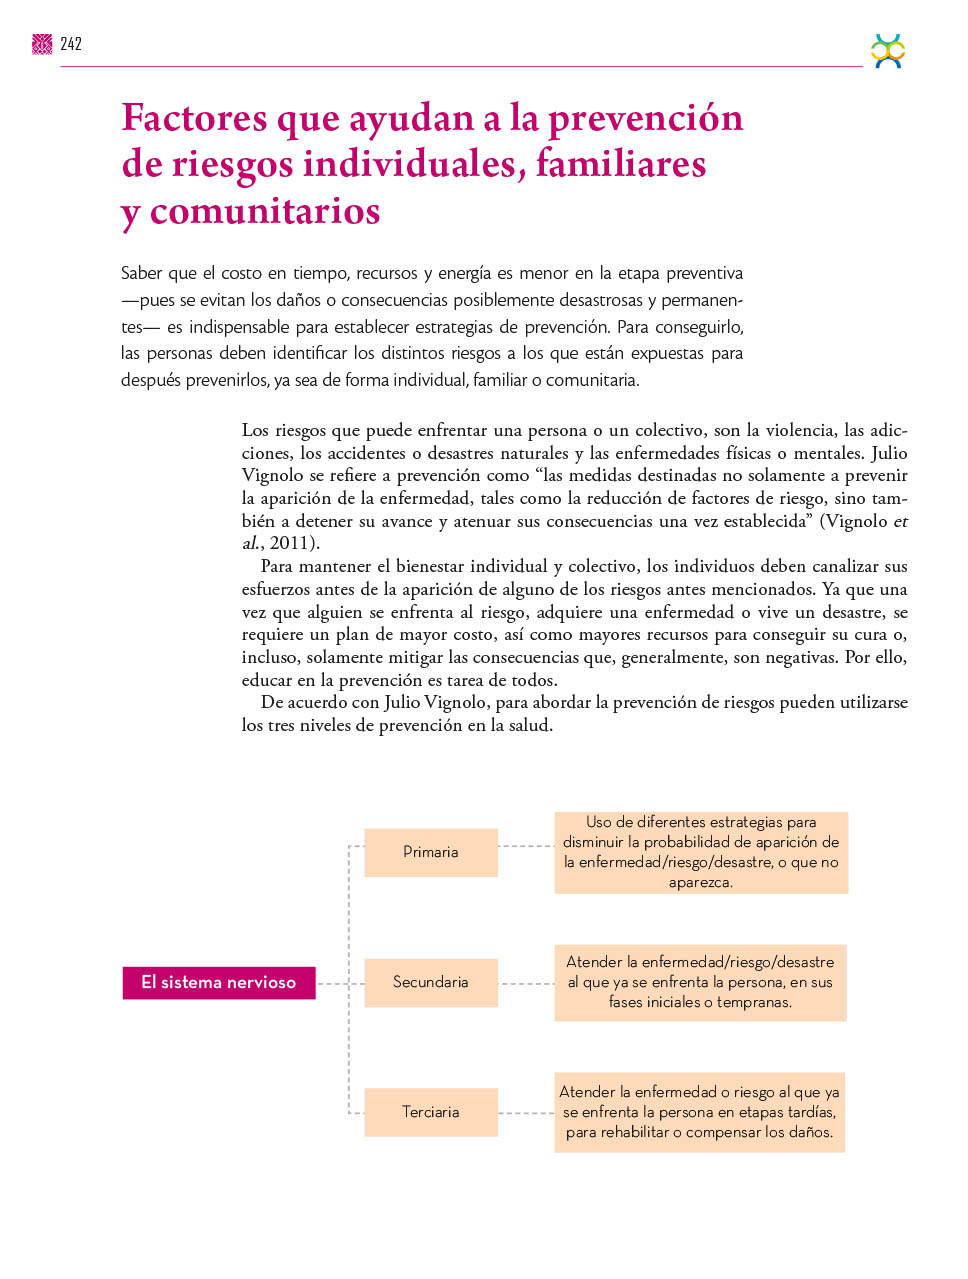 242
Factores que ayudan a la prevención
de riesgos individuales, familiares
y comunitarios
Saber que el costo en tiempo, recursos y energía es menor en la etapa preventiva
—pues se evitan los daños o consecuencias posiblemente desastrosas y permanen-
tes— es indispensable para establecer estrategias de prevención. Para conseguirlo,
las personas deben identificar los distintos riesgos a los que están expuestas para
después prevenirlos, ya sea de forma individual, familiar o comunitaria.
Los riesgos que puede enfrentar una persona o un colectivo, son la violencia, las adic-
ciones, los accidentes o desastres naturales y las enfermedades físicas o mentales. Julio
Vignolo se refiere a prevención como “las medidas destinadas no solamente a prevenir
la aparición de la enfermedad, tales como la reducción de factores de riesgo, sino tam-
bién a detener su avance y atenuar sus consecuencias una vez establecida” (Vignolo et
al., 2011).
Para mantener el bienestar individual y colectivo, los individuos deben canalizar sus
esfuerzos antes de la aparición de alguno de los riesgos antes mencionados. Ya que una
vez que alguien se enfrenta al riesgo, adquiere una enfermedad o vive un desastre, se
requiere un plan de mayor costo, así como mayores recursos para conseguir su cura o,
incluso, solamente mitigar las consecuencias que, generalmente, son negativas. Por ello,
educar en la prevención es tarea de todos.
De acuerdo con Julio Vignolo, para abordar la prevención de riesgos pueden utilizarse
los tres niveles de prevención en la salud.
El sistema nervioso
Primaria
Uso de diferentes estrategias para
disminuir la probabilidad de aparición de
la enfermedad/riesgo/desastre, o que no
aparezca.
Secundaria
Atender la enfermedad/riesgo/desastre
al que ya se enfrenta la persona, en sus
fases iniciales o tempranas.
Terciaria
Atender la enfermedad o riesgo al que ya
se enfrenta la persona en etapas tardías,
para rehabilitar o compensar los daños.